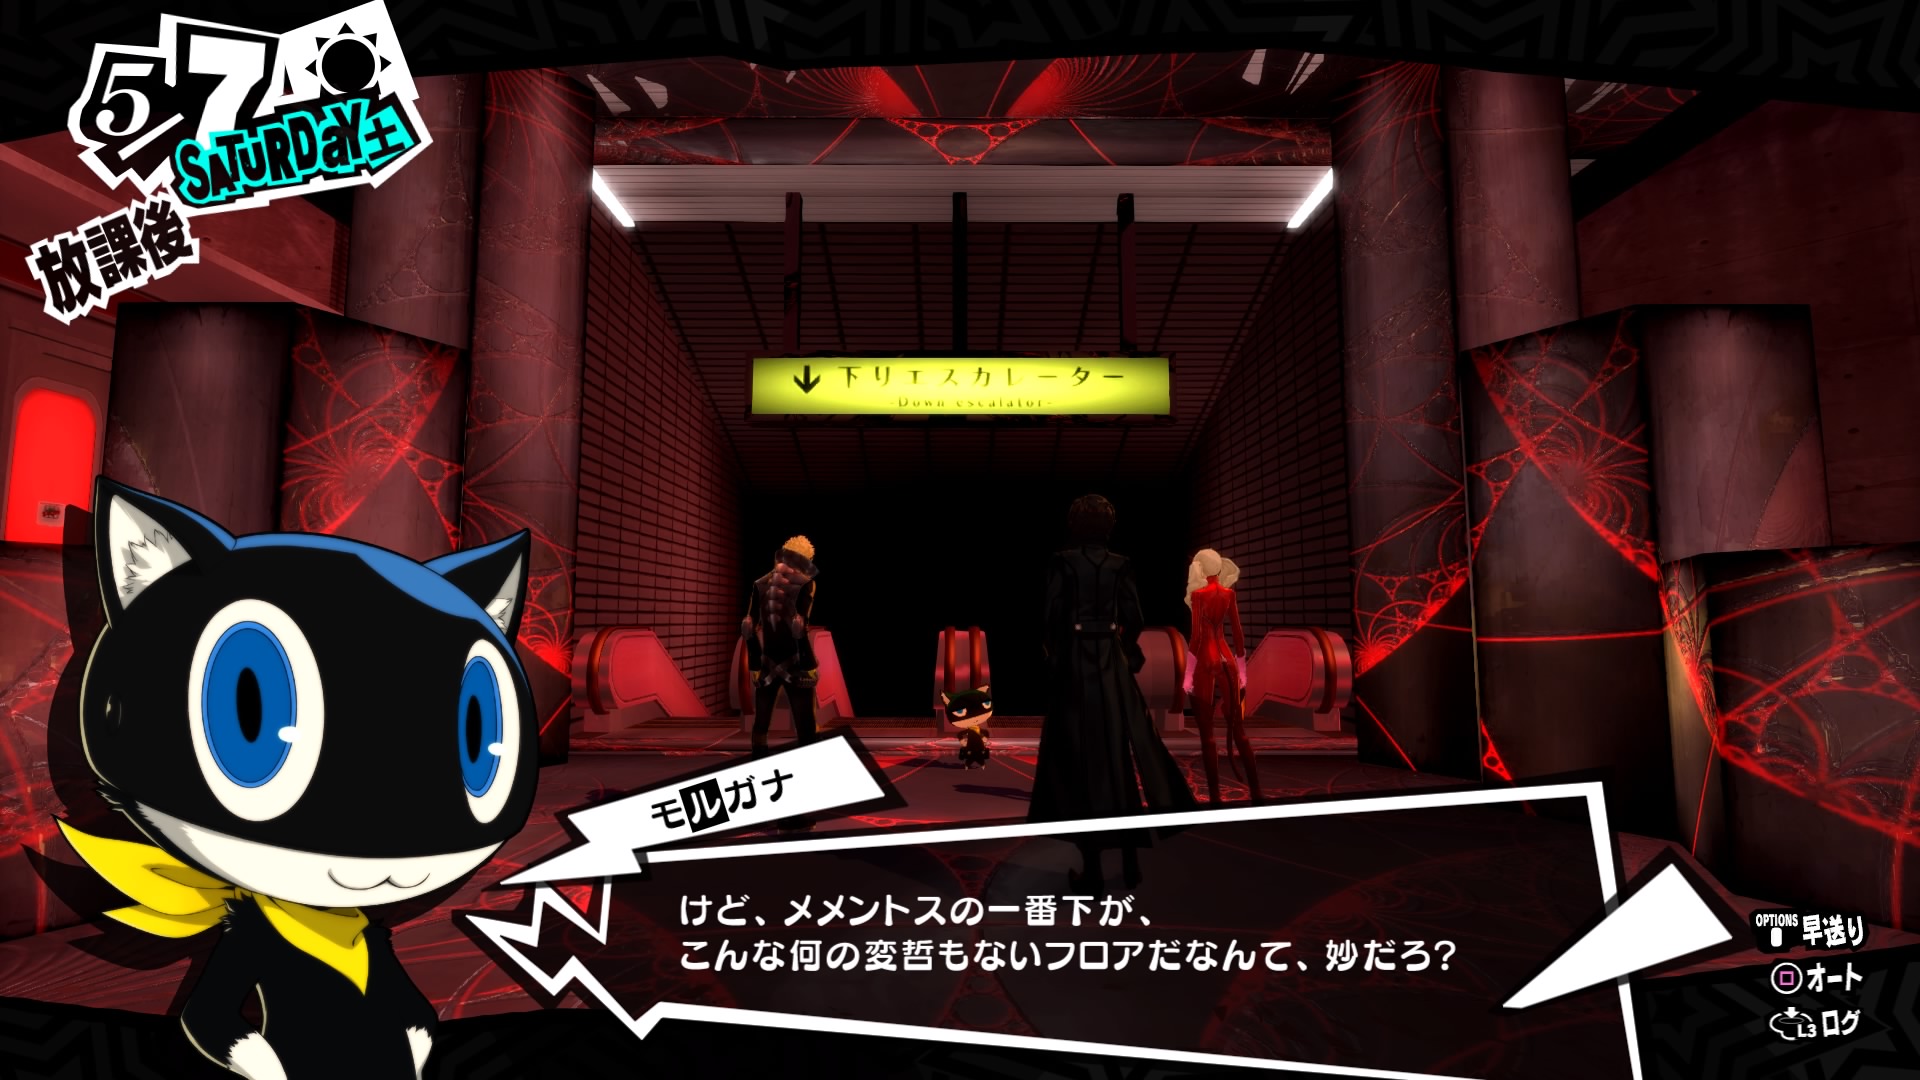 5/7
SATURDaY土
放課後
↓下りエスカレーター
-Down escalator-
モルガナ
けど、メメントスの一番下が、
こんな何の変哲もないフロアだなんて、妙だろ?
OPTIONS 早送り
オート
L3 ログ